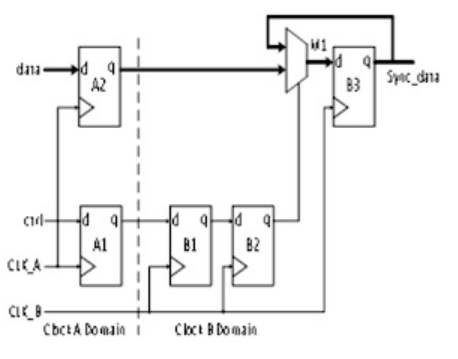 M1
data
d q
A2
d q
B3
Sync_data
ctrl
d q
A1
d q
B1
d q
B2
CLK_A
CLK_B
Clock A Domain
Clock B Domain